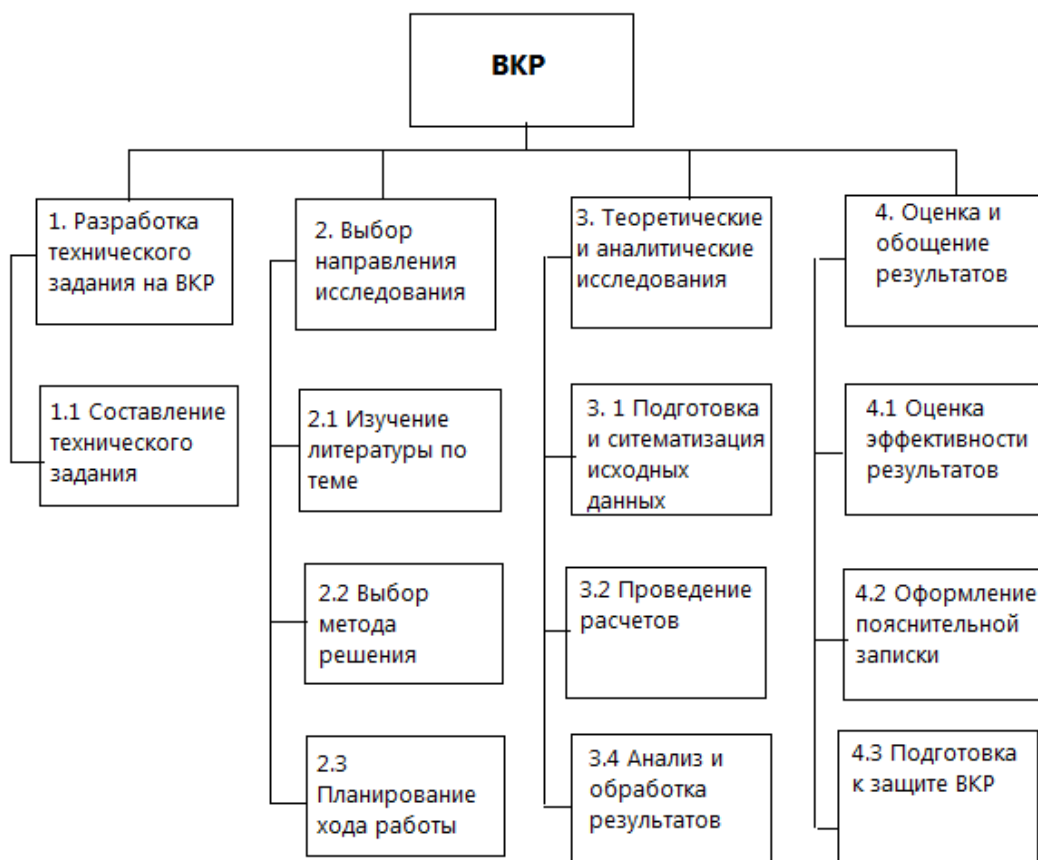 ВКР
1. Разработка
технического
задания на ВКР
1.1 Составление
технического
задания
2. Выбор
направления
исследования
2.1 Изучение
литературы по
теме
2.2 Выбор
метода
решения
2.3
Планирование
хода работы
3. Теоретические
и аналитические
исследования
3. 1 Подготовка
и ситематизация
исходных
данных
3.2 Проведение
расчетов
3.4 Анализ и
обработка
результатов
4. Оценка и
обощение
результатов
4.1 Оценка
эффективности
результатов
4.2 Оформление
пояснительной
записки
4.3 Подготовка
к защите ВКР